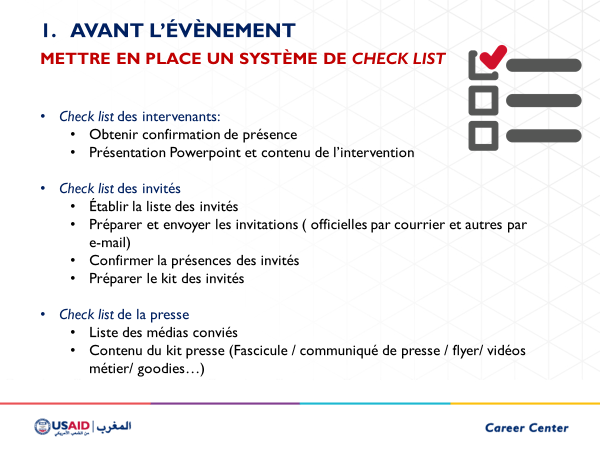 1. AVANT L'ÉVÈNEMENT
METTRE EN PLACE UN SYSTÈME DE CHECK LIST
• Check list des intervenants:
• Obtenir confirmation de présence
• Présentation Powerpoint et contenu de l'intervention
• Check list des invités
• Établir la liste des invités
• Préparer et envoyer les invitations ( officielles par courrier et autres par
e-mail)
• Confirmer la présences des invités
• Préparer le kit des invités
• Check list de la presse
• Liste des médias conviés
• Contenu du kit presse (Fascicule / communiqué de presse / flyer/ vidéos
métier/ goodies…)
USAID المغرب
من الشعب الأمريكي
Career Center